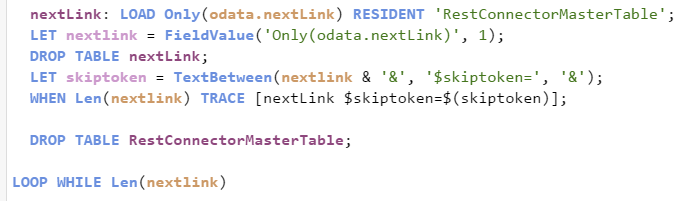 nextLink: LOAD Only(odata.nextLink) RESIDENT 'RestConnectorMasterTable';
LET nextlink = FieldValue('Only(odata.nextLink)', 1);
DROP TABLE nextLink;
LET skiptoken = TextBetween(nextlink & '&', '$skiptoken=', '&');
WHEN Len(nextlink) TRACE [nextLink $skiptoken=$(skiptoken)];
DROP TABLE RestConnectorMasterTable;
LOOP WHILE Len(nextlink)